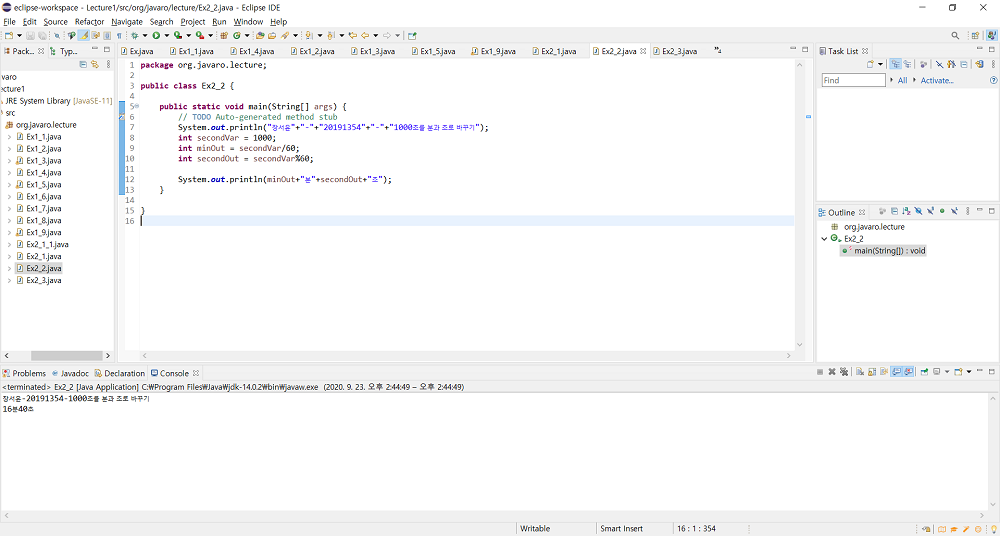 eclipse-workspace - Lecture1/src/org/javaro/lecture/Ex2_2.java - Eclipse IDE
File Edit Source Refactor Navigate Search Project Run Window Help
Pack... Typ...
varo
ecture1
JRE System Library [JavaSE-11]
src
org.javaro.lecture
Ex1_1.java
Ex1_2.java
Ex1_3.java
Ex1_4.java
Ex1_5.java
Ex1_6.java
Ex1_7.java
Ex1_8.java
Ex1_9.java
Ex2_1_1.java
Ex2_1.java
Ex2_2.java
Ex2_3.java
Ex.java Ex1_1.java Ex1_4.java Ex1_2.java Ex1_3.java Ex1_5.java Ex1_9.java Ex2_1.java Ex2_2.java Ex2_3.java
1 package org.javaro.lecture;
2
3 public class Ex2_2 {
4
5 public static void main(String[] args) {
6 // TODO Auto-generated method stub
7 System.out.println("장서윤"+"-"+"20191354"+"-"+"1000초를 분과 초로 바꾸기");
8 int secondVar = 1000;
9 int minOut = secondVar/60;
10 int secondOut = secondVar%60;
11
12 System.out.println(minOut+"분"+secondOut+"초");
13 }
14
15 }
16
Task List
Find All Activate...
Outline
org.javaro.lecture
Ex2_2
main(String[]) : void
Problems Javadoc Declaration Console
<terminated> Ex2_2 [Java Application] C:₩Program Files₩Java₩jdk-14.0.2₩bin₩javaw.exe (2020. 9. 23. 오후 2:44:49 – 오후 2:44:49)
장서윤-20191354-1000초를 분과 초로 바꾸기
16분40초
Writable Smart Insert 16 : 1 : 354